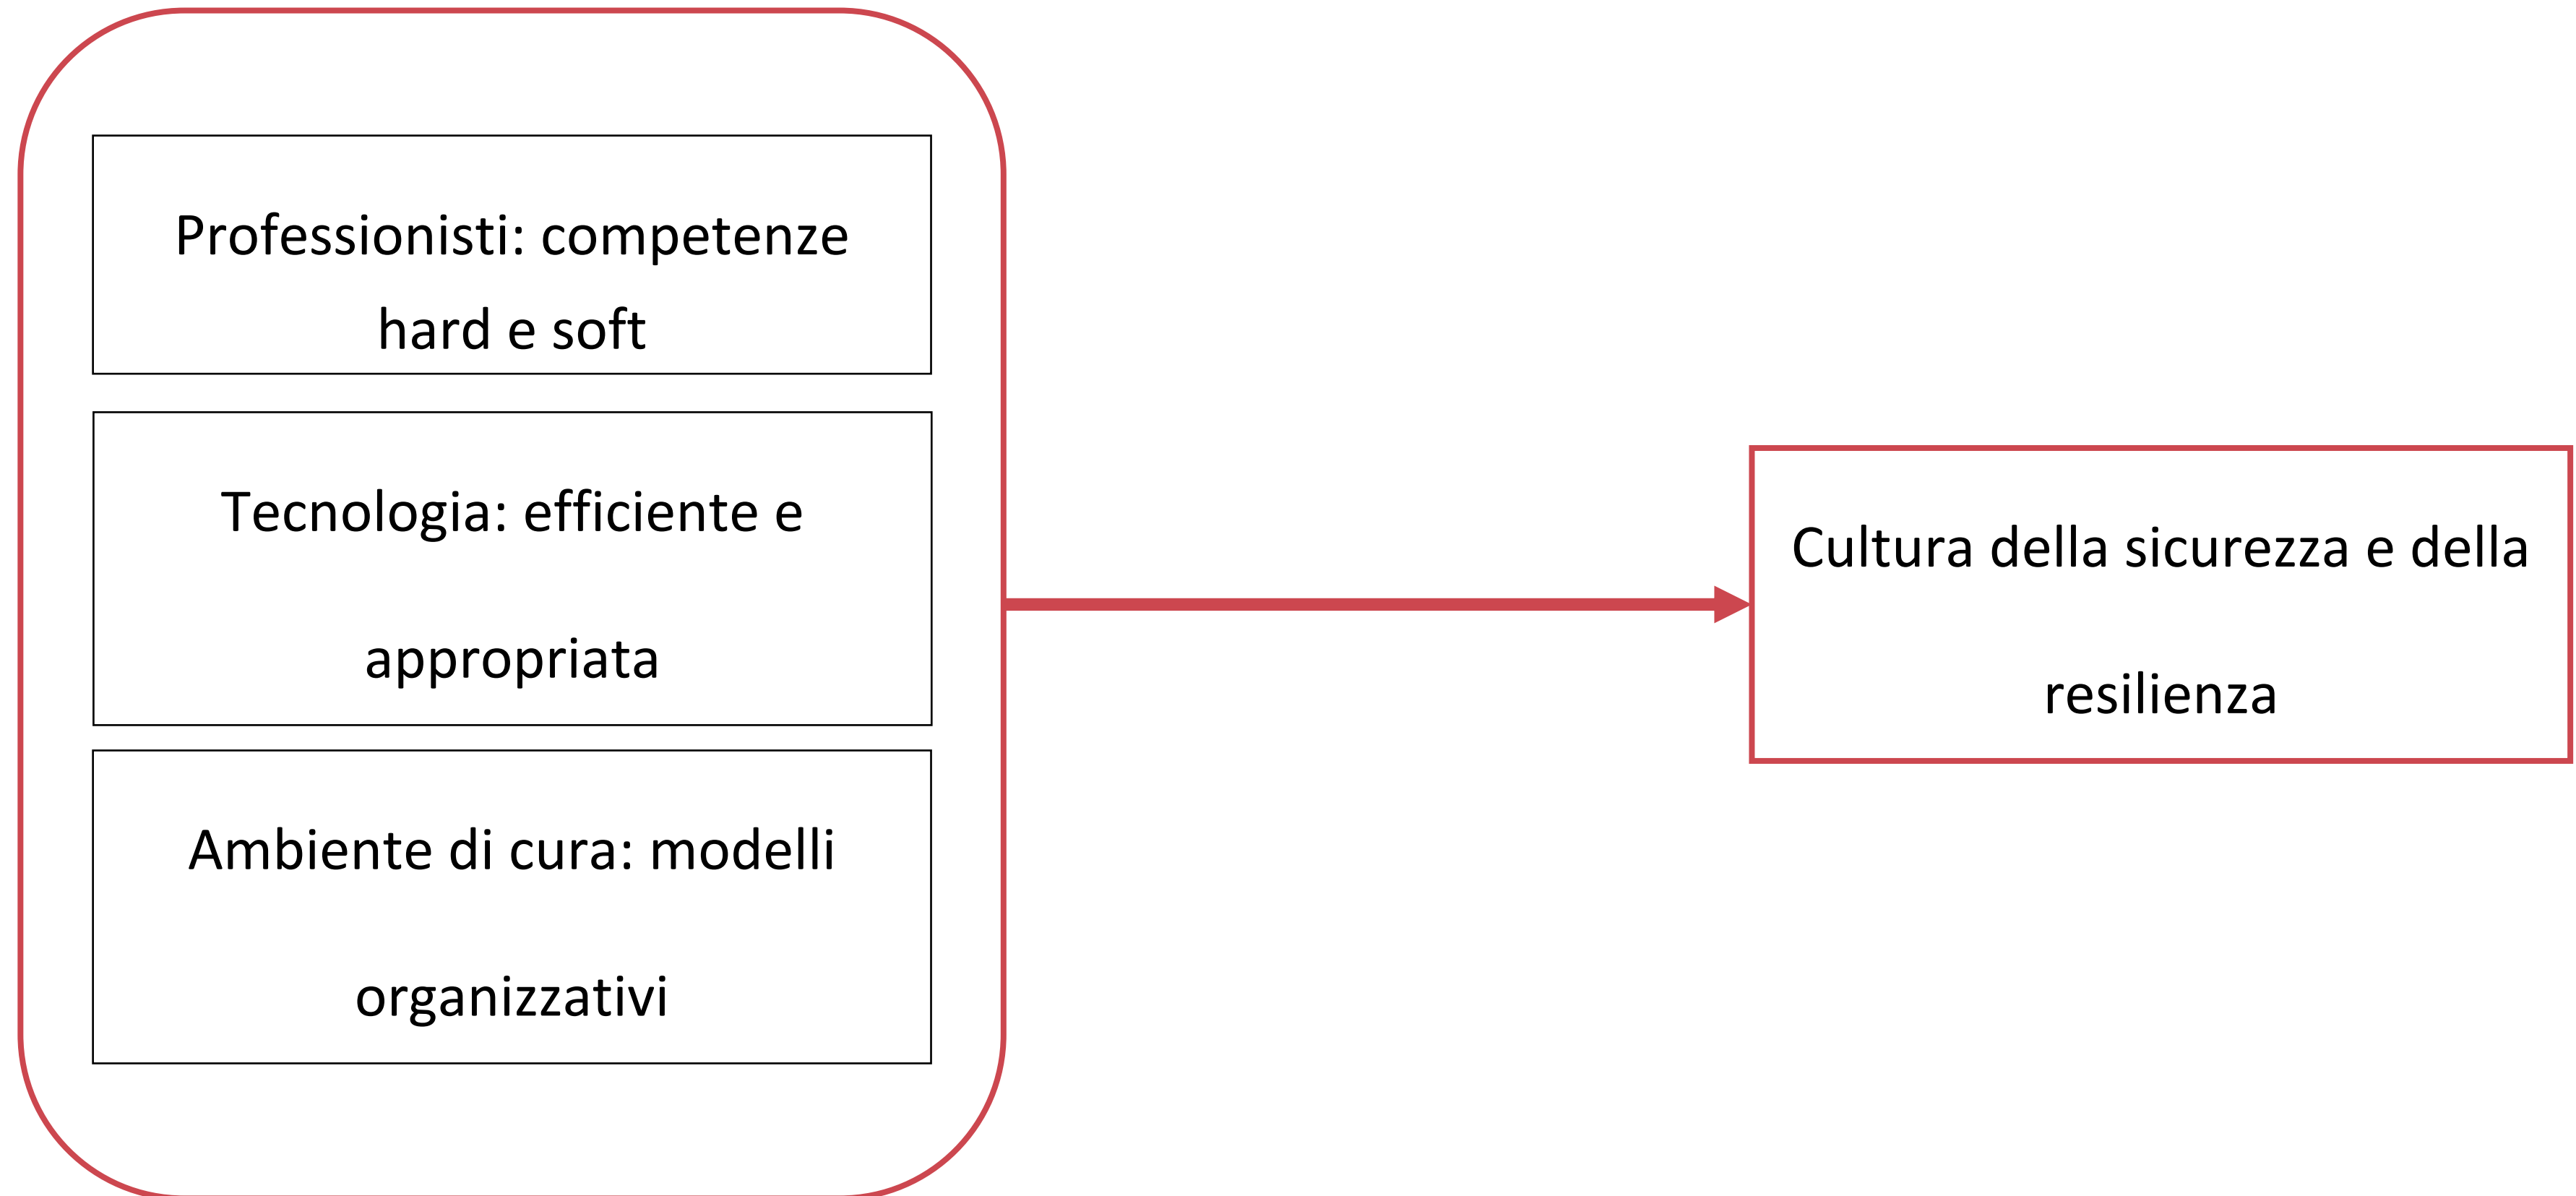 Professionisti: competenze
hard e soft
Tecnologia: efficiente e
appropriata
Ambiente di cura: modelli
organizzativi
Cultura della sicurezza e della
resilienza